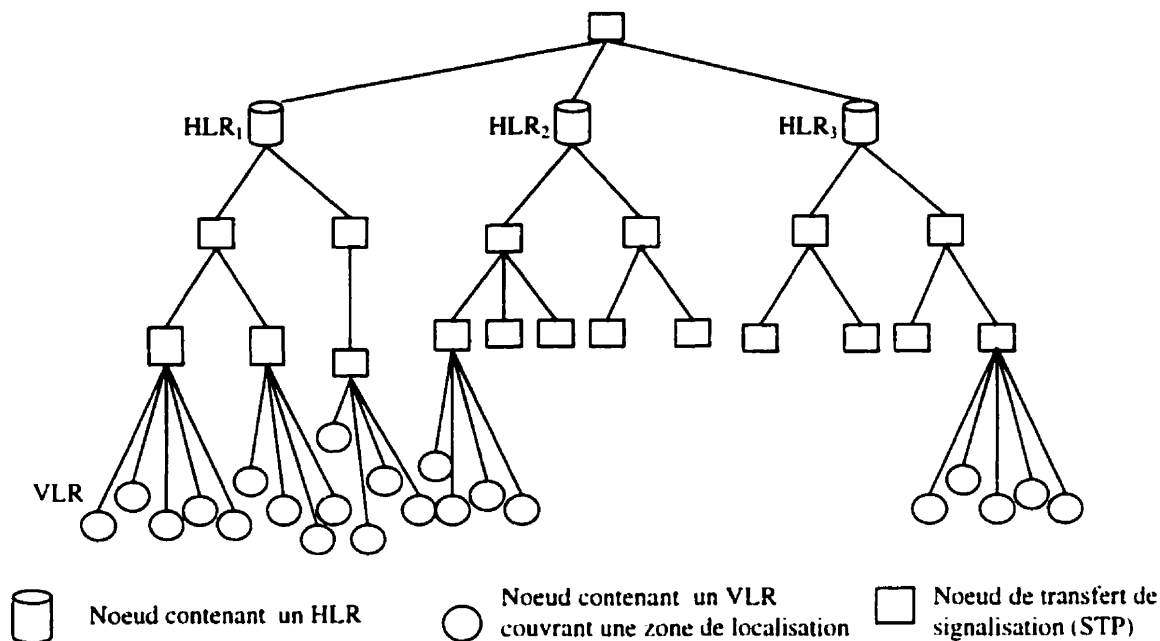 HLR₁
HLR₂
HLR₃
VLR
Noeud contenant un HLR
Noeud contenant un VLR
couvrant une zone de localisation
Noeud de transfert de
signalisation (STP)